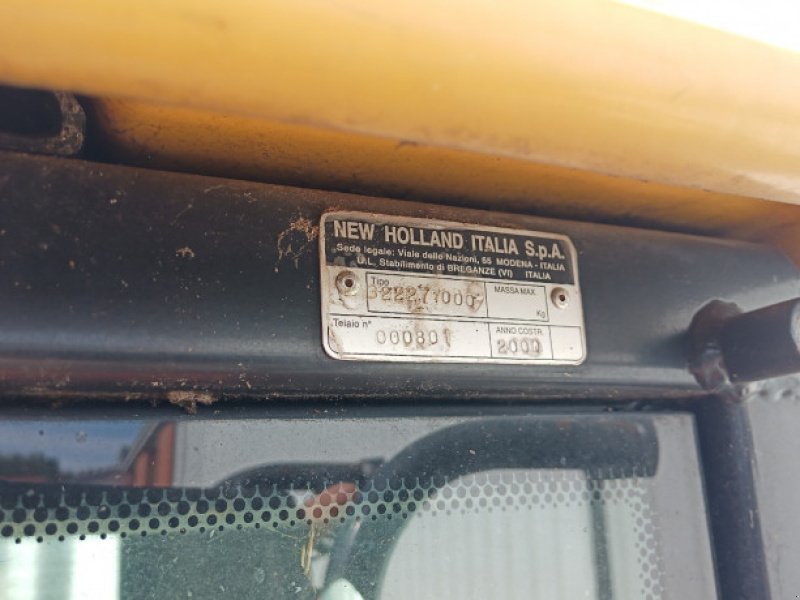 NEW HOLLAND ITALIA S.p.A.
Sede legale: Viale delle Nazioni, 55 MODENA - ITALIA
U.L. Stabilimento di BREGANZE (VI) ITALIA
Tipo
MASSA MAX.
Kg
Telaio n°
000801
ANNO COSTR.
2000